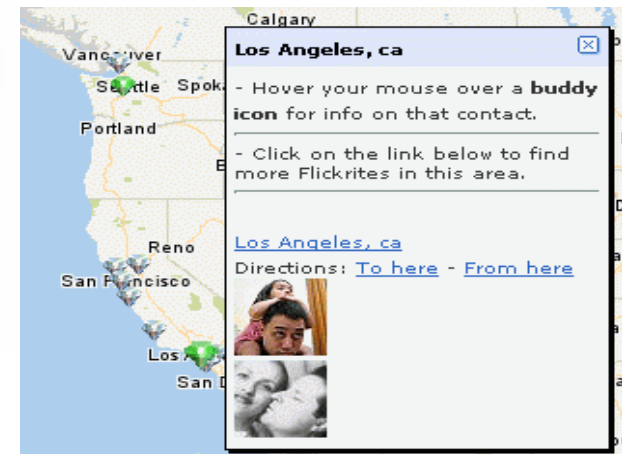 Calgary
Vancouver
Seattle Spok
Portland
Reno
San Francisco
Los A
San D
Los Angeles, ca
- Hover your mouse over a buddy
icon for info on that contact.
- Click on the link below to find
more Flickrites in this area.
Los Angeles, ca
Directions: To here - From here